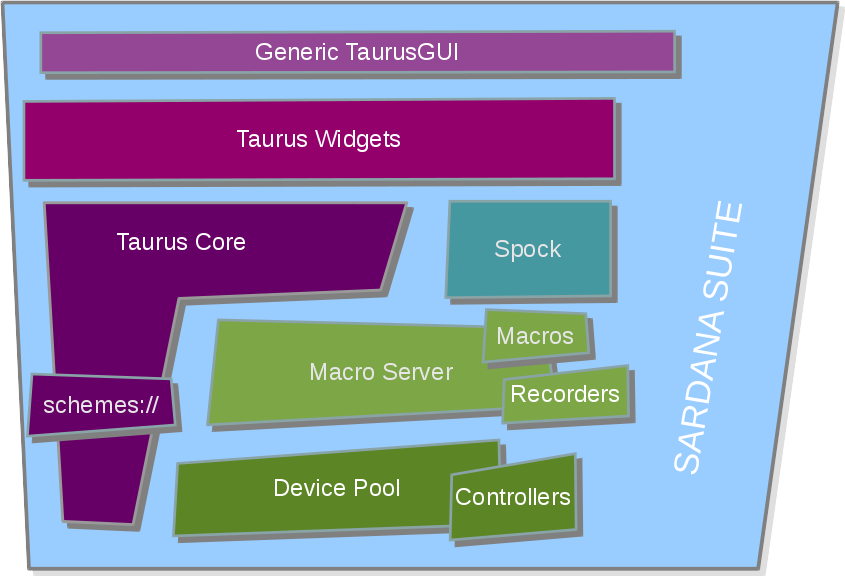 Generic TaurusGUI
Taurus Widgets
Taurus Core
Spock
Macros
Macro Server
Recorders
schemes://
Device Pool
Controllers
SARDANA SUITE